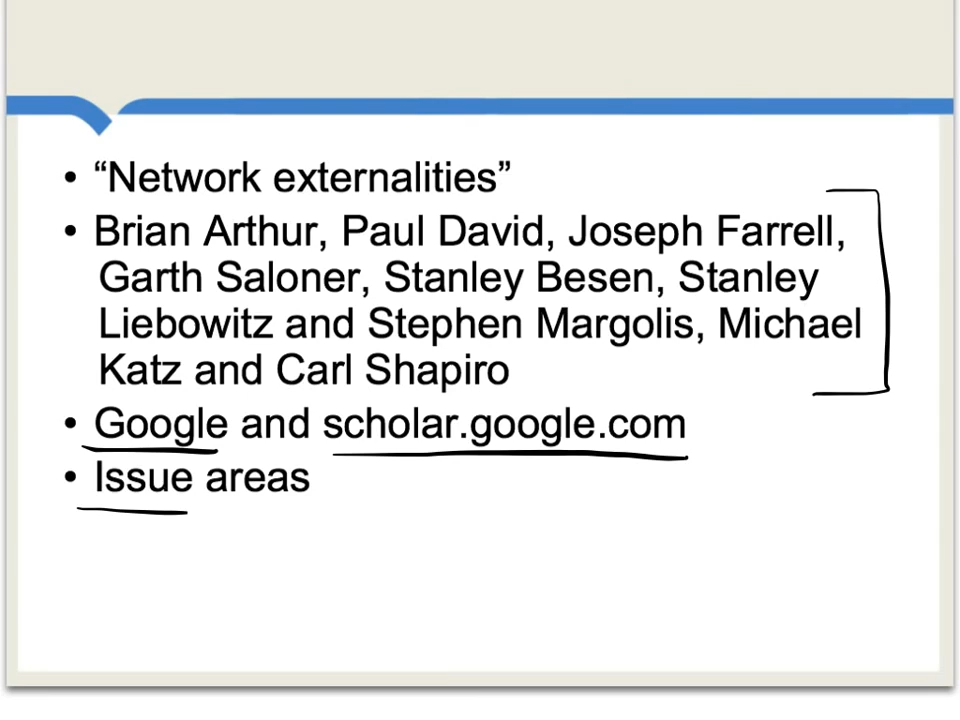 • “Network externalities”
• Brian Arthur, Paul David, Joseph Farrell,
Garth Saloner, Stanley Besen, Stanley
Liebowitz and Stephen Margolis, Michael
Katz and Carl Shapiro
• Google and scholar.google.com
• Issue areas